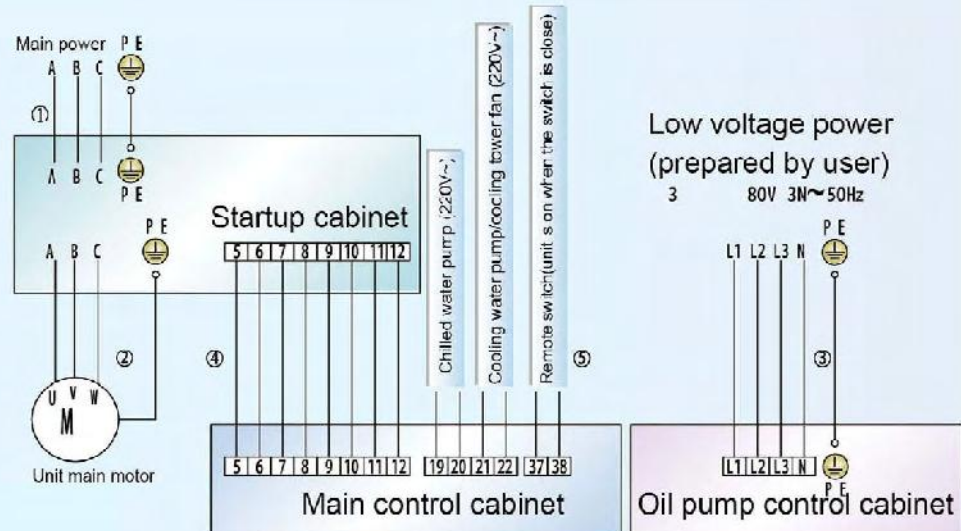 Main power P E
A B C
①
A B C
P E
P E
Startup cabinet
A B C
5 6 7 8 9 10 11 12
②
④
U V W
M
Unit main motor
Chilled water pump (220V~)
Cooling water pump/cooling tower fan (220V~)
Remote switch(unit s on when the switch is close)
⑤
5 6 7 8 9 10 11 12
19 20 21 22 37 38
Main control cabinet
Low voltage power
(prepared by user)
3 80V 3N~50Hz
P E
L1 L2 L3 N
③
L1 L2 L3 N
P E
Oil pump control cabinet